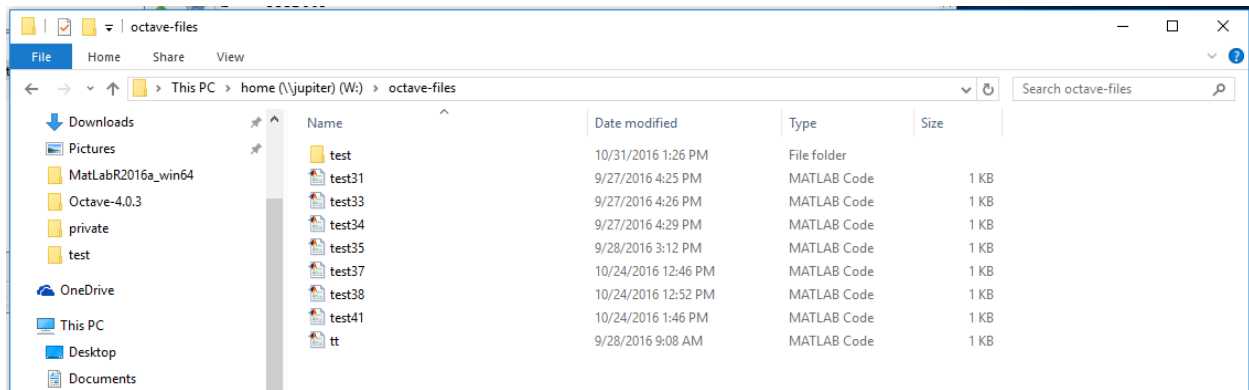 octave-files
File Home Share View
This PC > home (\\jupiter) (W:) > octave-files Search octave-files
Downloads
Pictures
MatLabR2016a_win64
Octave-4.0.3
private
test
OneDrive
This PC
Desktop
Documents
Name Date modified Type Size
test 10/31/2016 1:26 PM File folder
test31 9/27/2016 4:25 PM MATLAB Code 1 KB
test33 9/27/2016 4:26 PM MATLAB Code 1 KB
test34 9/27/2016 4:29 PM MATLAB Code 1 KB
test35 9/28/2016 3:12 PM MATLAB Code 1 KB
test37 10/24/2016 12:46 PM MATLAB Code 1 KB
test38 10/24/2016 12:52 PM MATLAB Code 1 KB
test41 10/24/2016 1:46 PM MATLAB Code 1 KB
tt 9/28/2016 9:08 AM MATLAB Code 1 KB